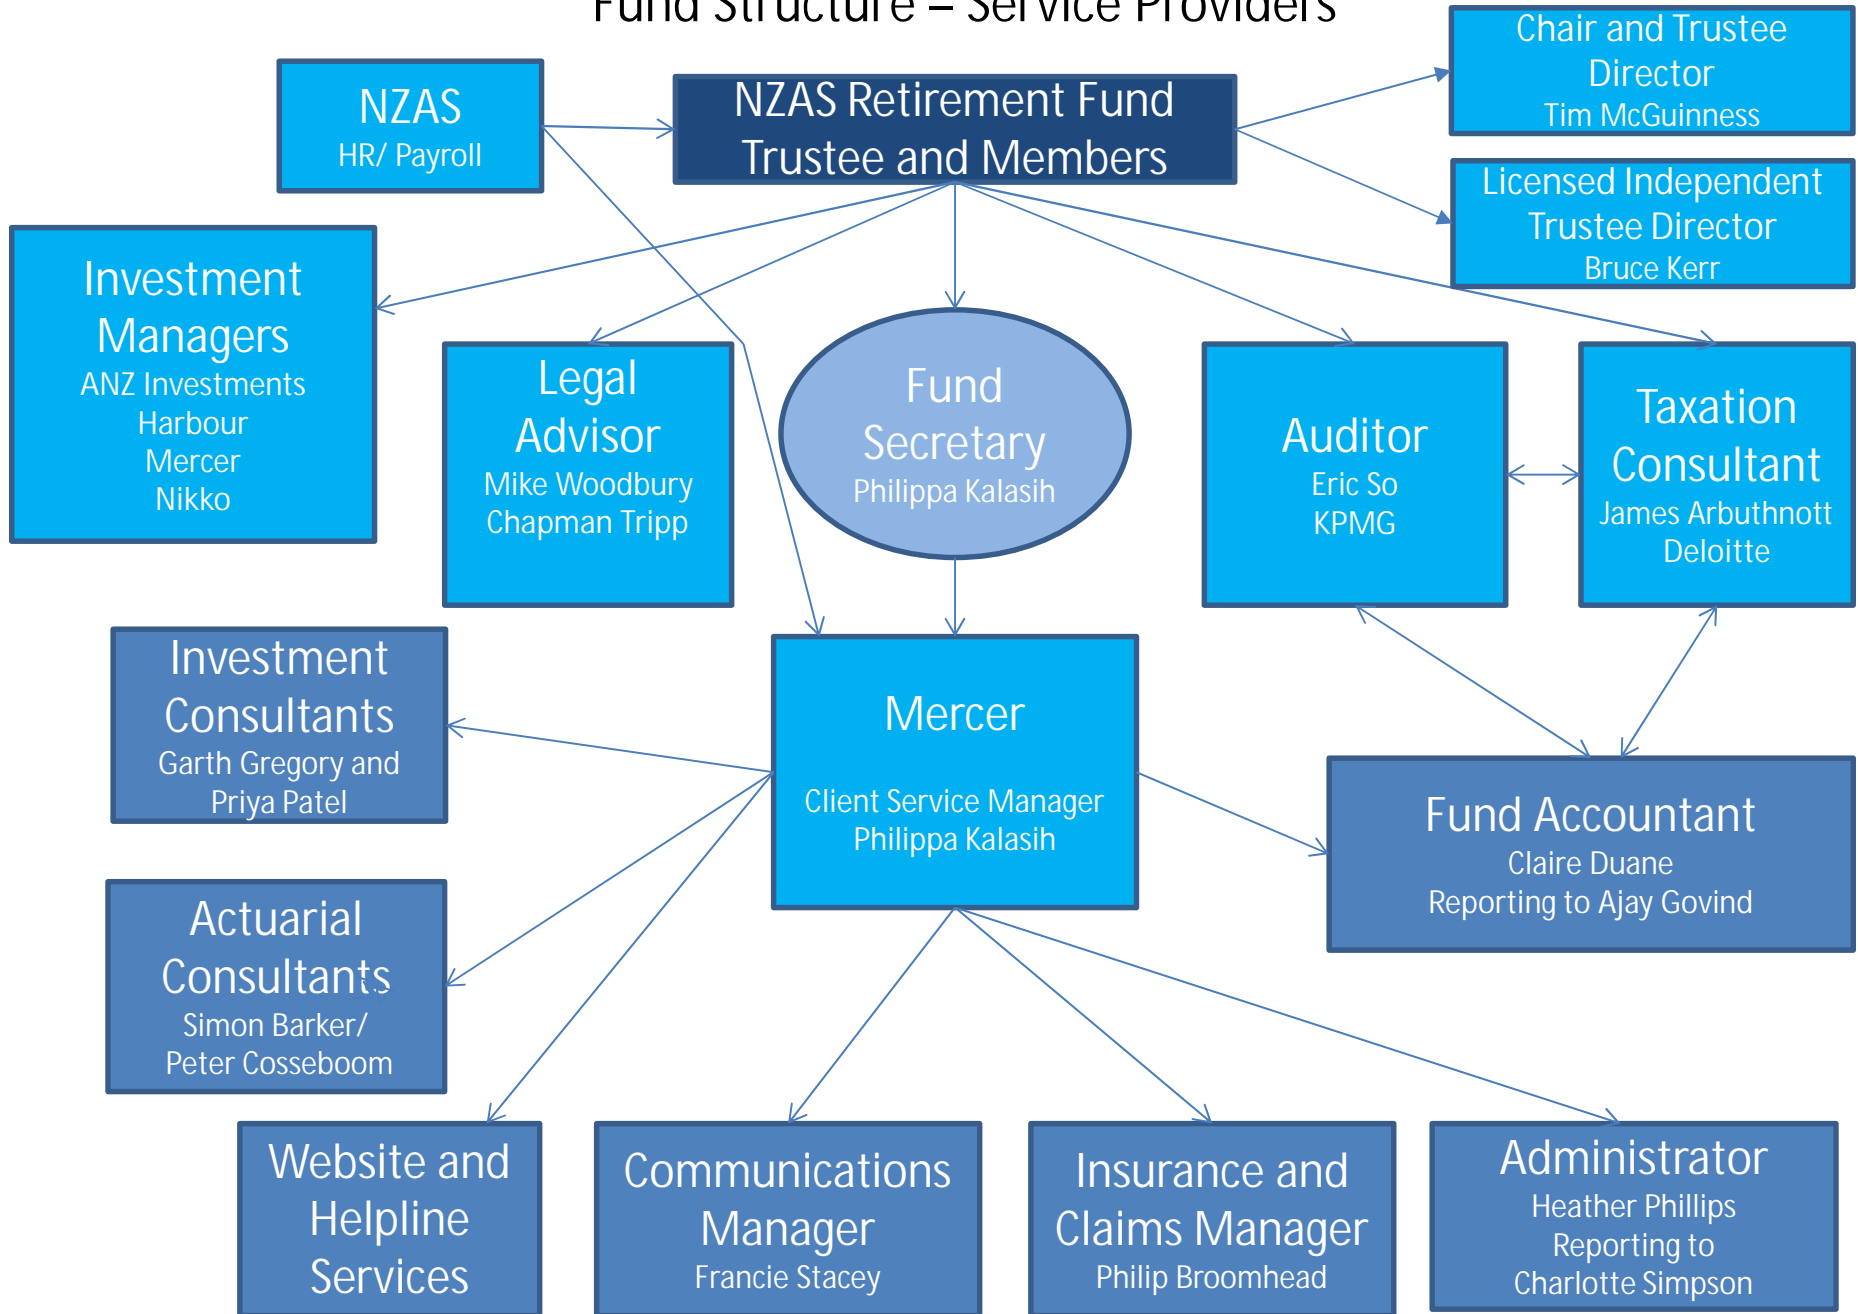 Fund Structure – Service Providers
NZAS
HR/ Payroll
NZAS Retirement Fund
Trustee and Members
Chair and Trustee
Director
Tim McGuinness
Licensed Independent
Trustee Director
Bruce Kerr
Investment
Managers
ANZ Investments
Harbour
Mercer
Nikko
Legal
Advisor
Mike Woodbury
Chapman Tripp
Fund
Secretary
Philippa Kalasih
Auditor
Eric So
KPMG
Taxation
Consultant
James Arbuthnott
Deloitte
Investment
Consultants
Garth Gregory and
Priya Patel
Mercer
Client Service Manager
Philippa Kalasih
Fund Accountant
Claire Duane
Reporting to Ajay Govind
Actuarial
Consultants
Simon Barker/
Peter Cosseboom
Website and
Helpline
Services
Communications
Manager
Francie Stacey
Insurance and
Claims Manager
Philip Broomhead
Administrator
Heather Phillips
Reporting to
Charlotte Simpson